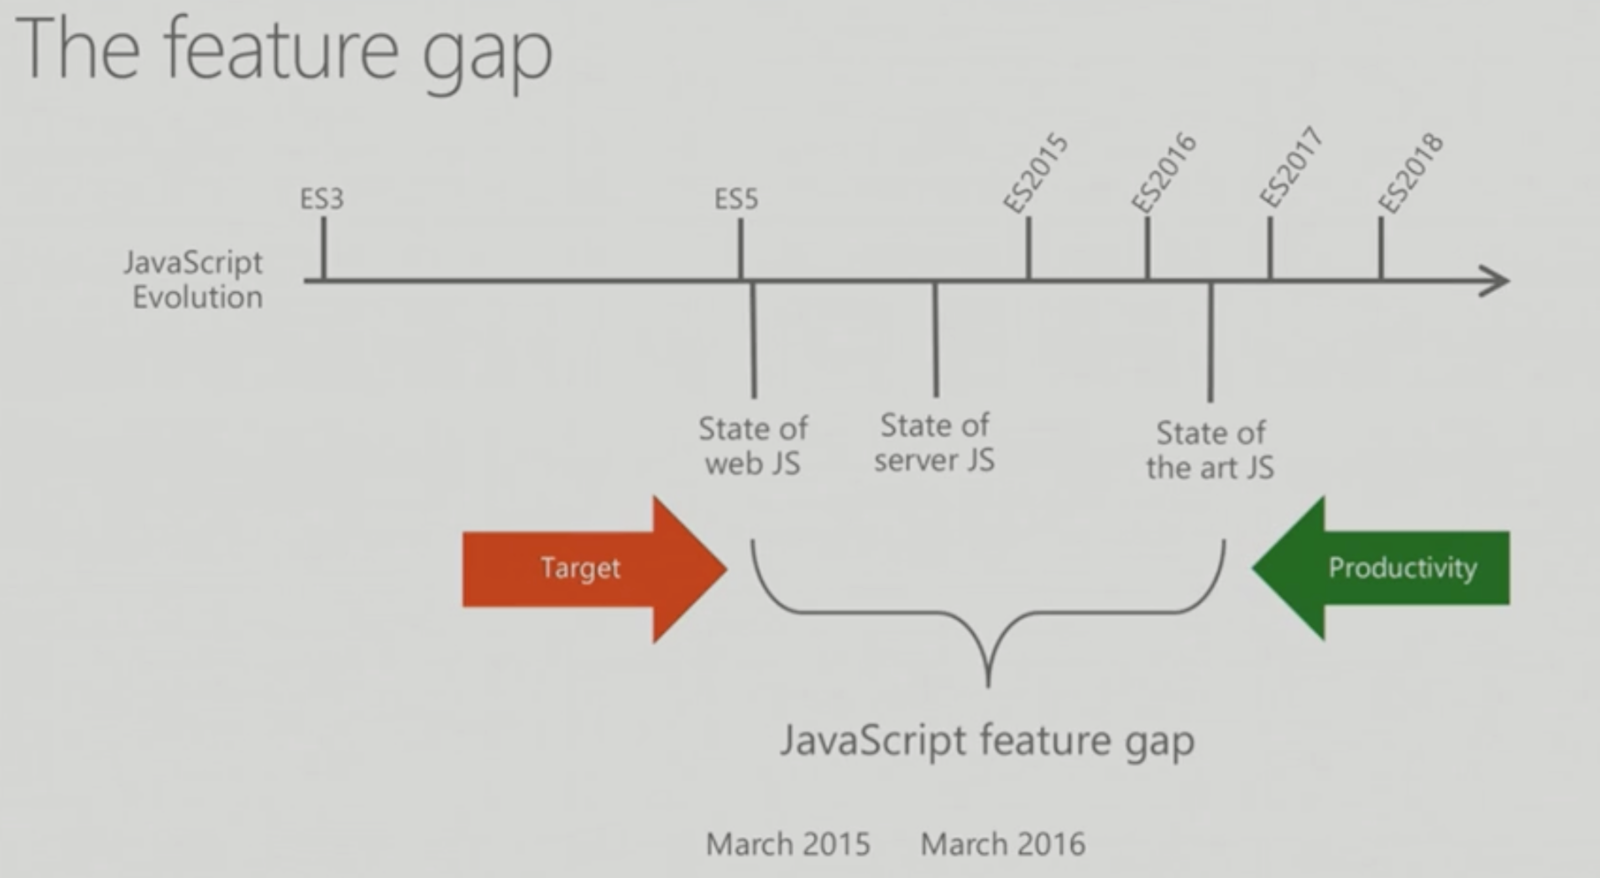 The feature gap
ES3
ES5
ES2015
ES2016
ES2017
ES2018
JavaScript
Evolution
State of
web JS
State of
server JS
State of
the art JS
Target
Productivity
JavaScript feature gap
March 2015
March 2016